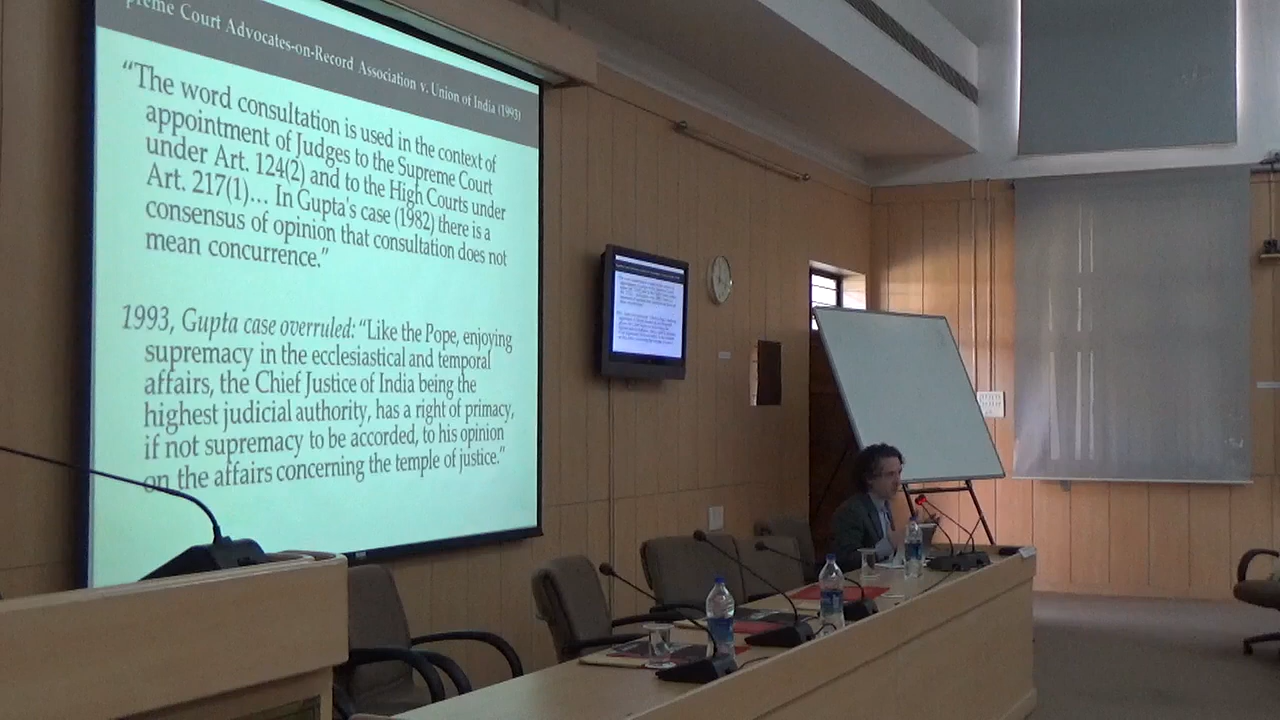 preme Court Advocates-on-Record Association v. Union of India (1993)
“The word consultation is used in the context of
appointment of Judges to the Supreme Court
under Art. 124(2) and to the High Courts under
Art. 217(1)… In Gupta's case (1982) there is a
consensus of opinion that consultation does not
mean concurrence.”
1993, Gupta case overruled: “Like the Pope, enjoying
supremacy in the ecclesiastical and temporal
affairs, the Chief Justice of India being the
highest judicial authority, has a right of primacy,
if not supremacy to be accorded, to his opinion
on the affairs concerning the temple of justice.”